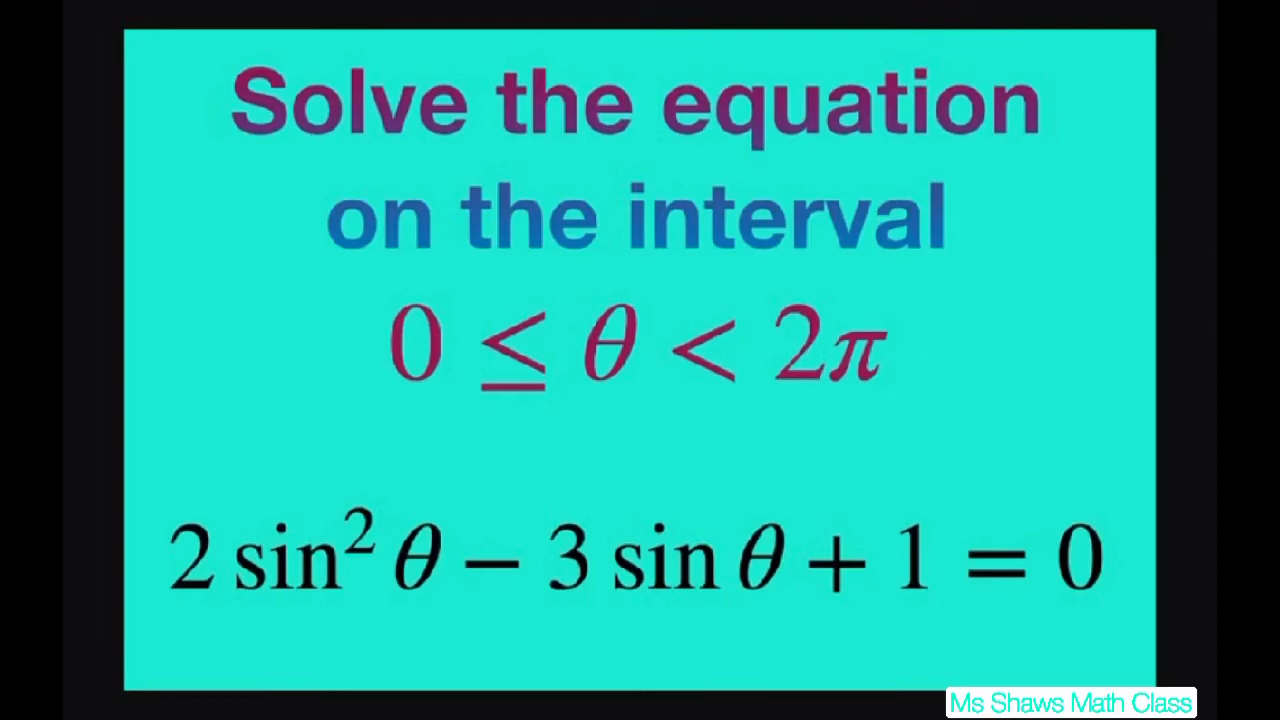 Solve the equation
on the interval
0 ≤ θ < 2π
2 sin² θ − 3 sin θ + 1 = 0
Ms Shaws Math Class